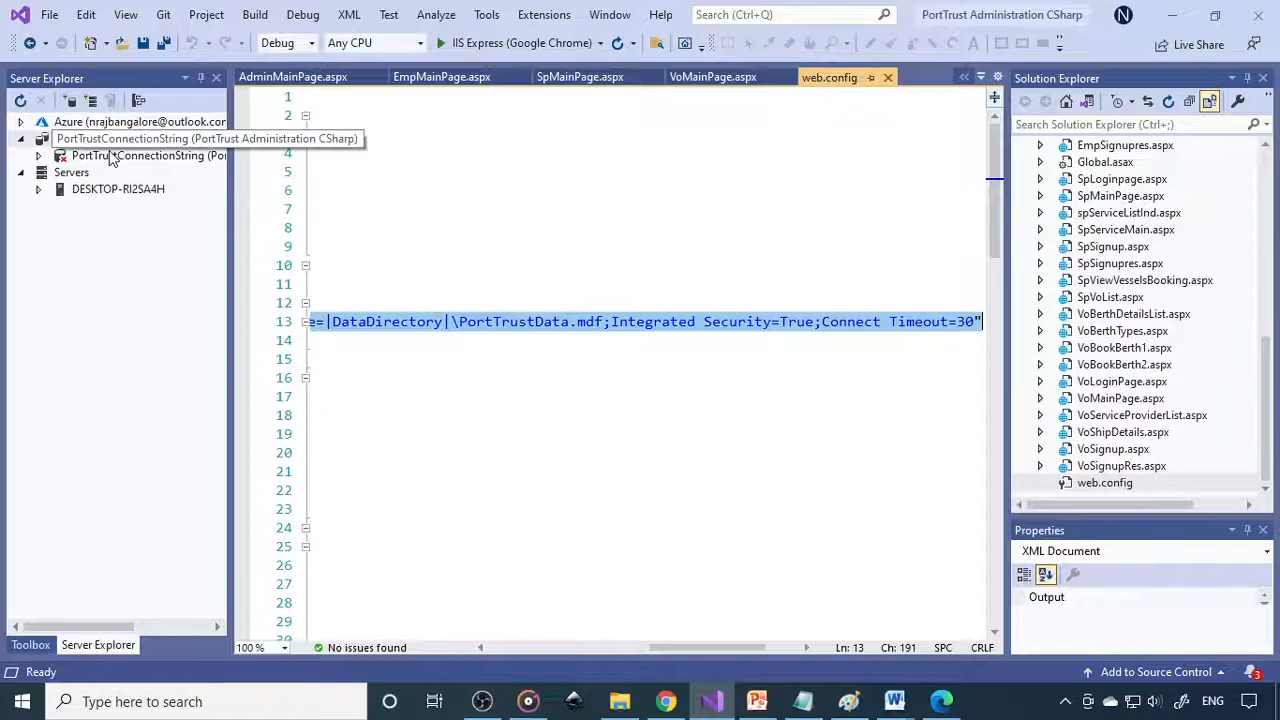 File Edit View Git Project Build Debug XML Test Analyze Tools Extensions Window Help Search (Ctrl+Q) PortTrust Administration CSharp N
Debug Any CPU IIS Express (Google Chrome) Live Share
Server Explorer
Azure (nrajbangalore@outlook.cor
PortTrustConnectionString (PortTrust Administration CSharp)
PortTrustConnectionString (Por
Servers
DESKTOP-RI2SA4H
Toolbox Server Explorer
AdminMainPage.aspx EmpMainPage.aspx SpMainPage.aspx VoMainPage.aspx web.config
1
2
4
5
6
7
8
9
10
11
12
13 e=|DataDirectory|\PortTrustData.mdf;Integrated Security=True;Connect Timeout=30"
14
15
16
17
18
19
20
21
22
23
24
25
26
27
28
29
30
100 % No issues found Ln: 13 Ch: 191 SPC CRLF
Solution Explorer
Search Solution Explorer (Ctrl+;)
EmpSignupres.aspx
Global.asax
SpLoginpage.aspx
SpMainPage.aspx
spServiceListInd.aspx
SpServiceMain.aspx
SpSignup.aspx
SpSignupres.aspx
SpViewVesselsBooking.aspx
SpVoList.aspx
VoBerthDetailsList.aspx
VoBerthTypes.aspx
VoBookBerth1.aspx
VoBookBerth2.aspx
VoLoginPage.aspx
VoMainPage.aspx
VoServiceProviderList.aspx
VoShipDetails.aspx
VoSignup.aspx
VoSignupRes.aspx
web.config
Properties
XML Document
Output
Ready Add to Source Control 3
Type here to search ENG